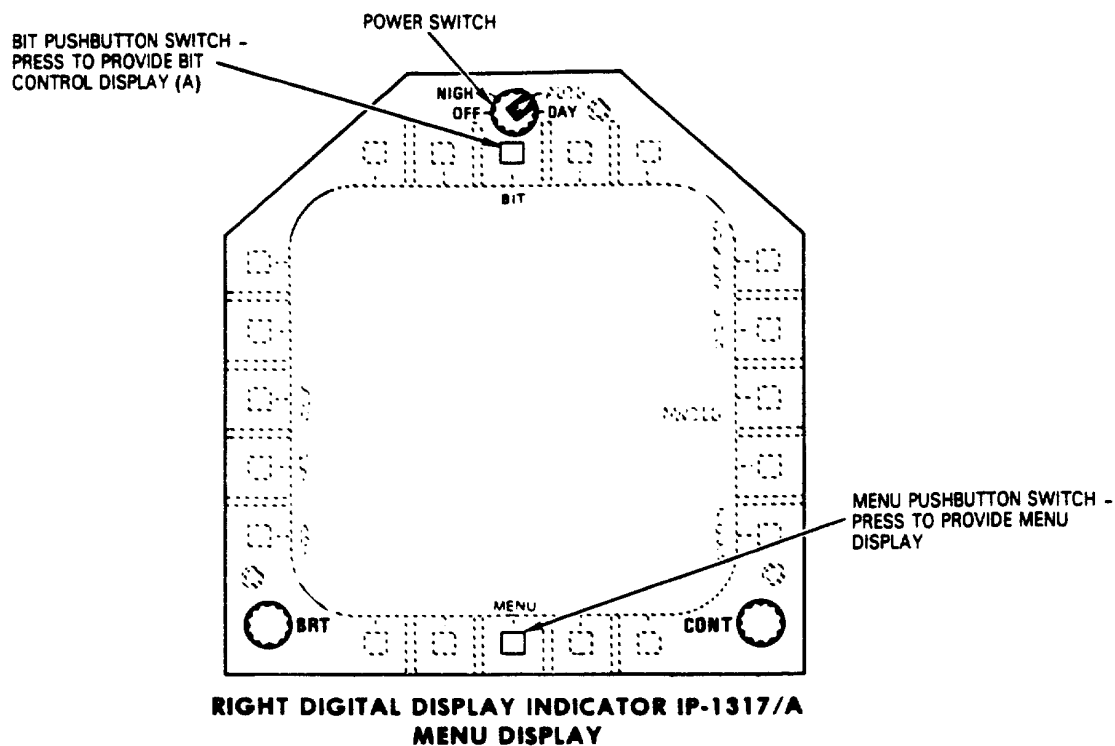 POWER SWITCH
BIT PUSHBUTTON SWITCH -
PRESS TO PROVIDE BIT
CONTROL DISPLAY (A)
NIGH
OFF DAY
BIT
MENU PUSHBUTTON SWITCH -
PRESS TO PROVIDE MENU
DISPLAY
MENU
BRT CONT
RIGHT DIGITAL DISPLAY INDICATOR IP-1317/A
MENU DISPLAY